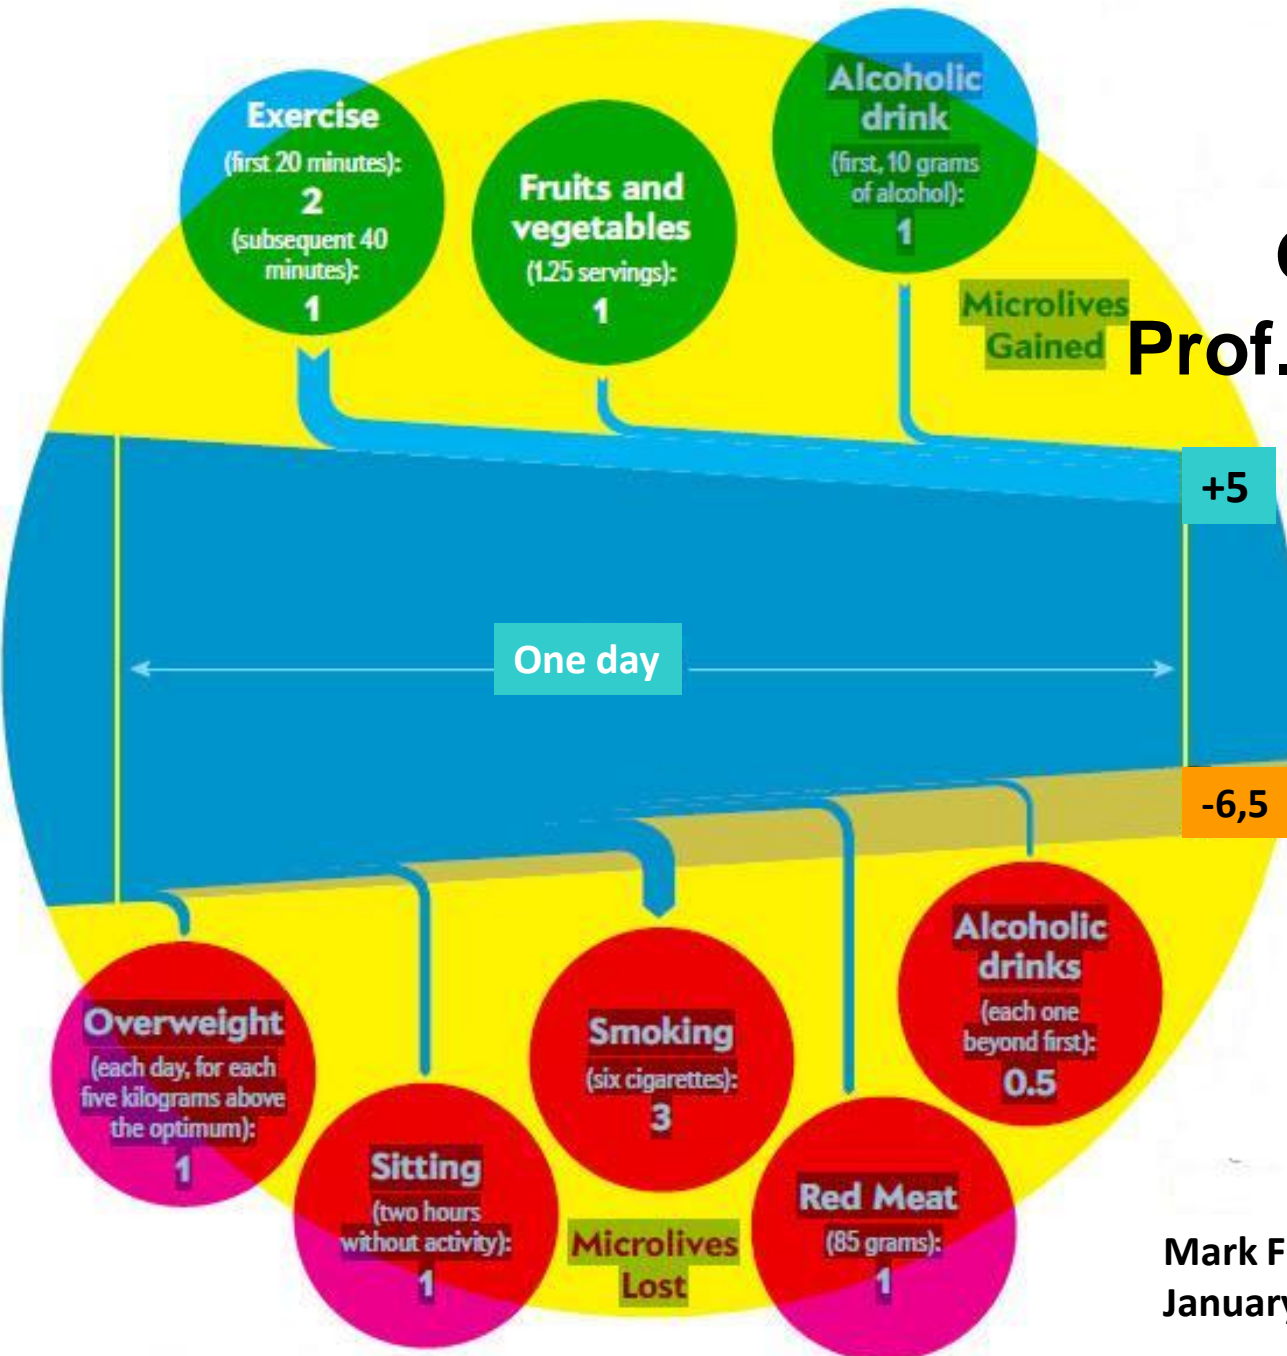 Exercise
(first 20 minutes):
2
(subsequent 40
minutes):
1
Fruits and
vegetables
(1.25 servings):
1
Alcoholic
drink
(first, 10 grams
of alcohol):
1
Microlives
Gained
Prof.
+5
One day
-6,5
Overweight
(each day, for each
five kilograms above
the optimum):
1
Sitting
(two hours
without activity):
1
Smoking
(six cigarettes):
3
Microlives
Lost
Red Meat
(85 grams):
1
Alcoholic
drinks
(each one
beyond first):
0.5
Mark F
January